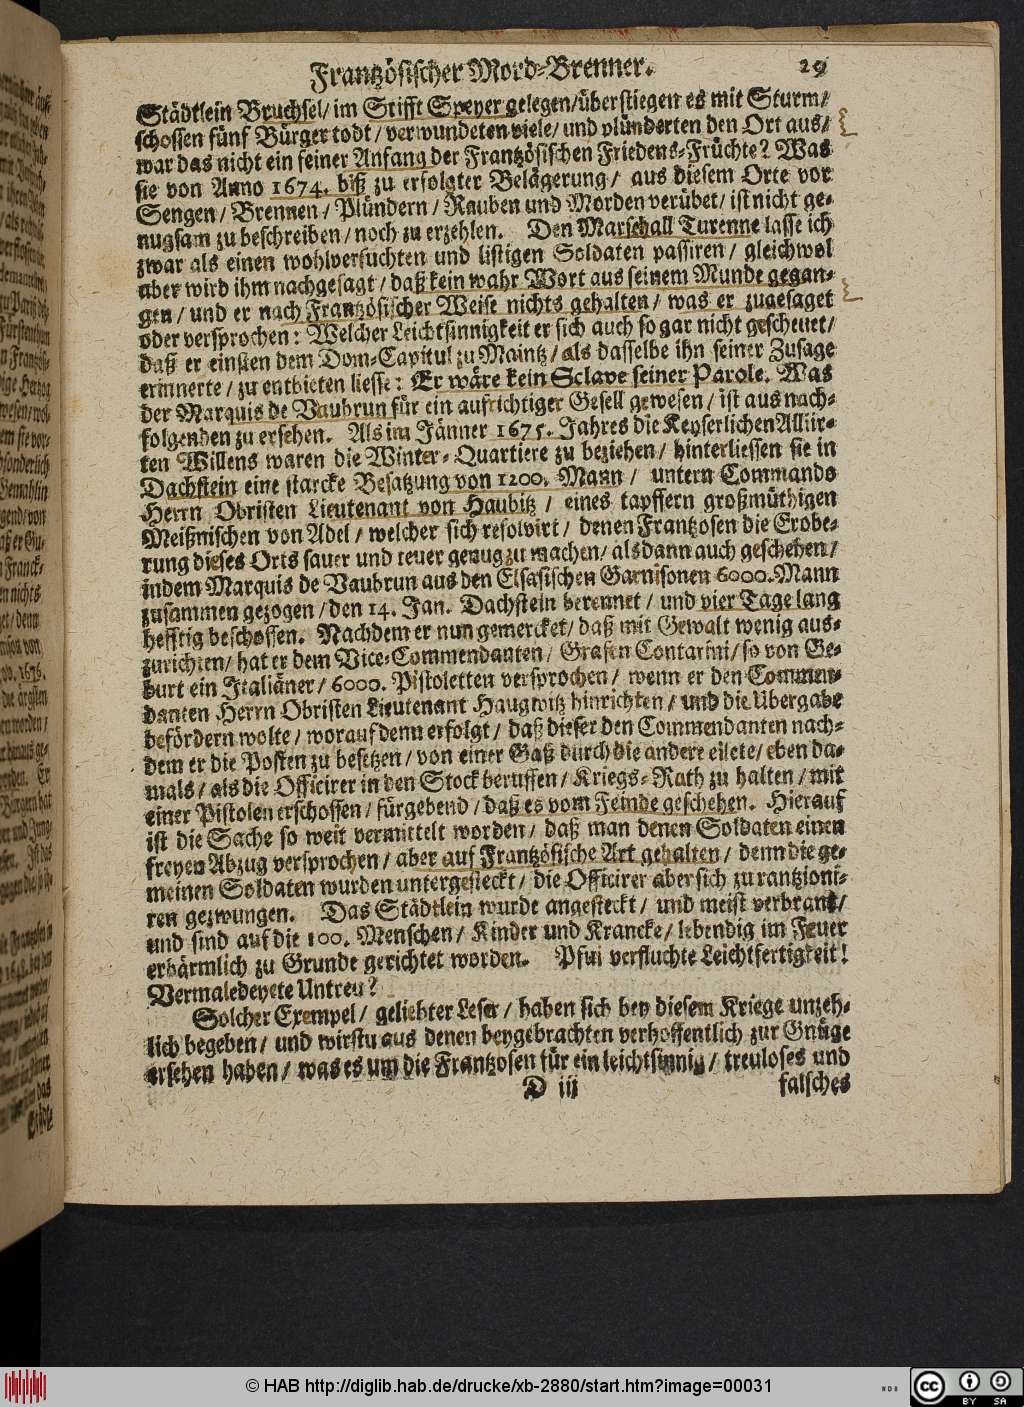 Frantzösischer Mord-Brenner. 29
Städtlein Bruchsel/ im Stifft Speyer gelegen/überstiegen es mit Sturm/
schossen fünf Bürger todt/ verwundeten viele/ und plünderten den Ort aus/
war das nicht ein feiner Anfang der Frantzösischen Friedens-Früchte? Was
sie von Anno 1674. biß zu erfolgter Belägerung/ aus diesem Orte vor
Sengen/ Brennen/ Plündern/ Rauben und Morden verübet/ ist nicht ge-
nugsam zu beschreiben/ noch zu erzehlen. Den Marschall Turenne lasse ich
zwar als einen wohlversuchten und listigen Soldaten passiren/ gleichwol
aber wird ihm nachgesagt/ daß kein wahr Wort aus seinem Munde gegan-
gen/ und er nach Frantzösischer Weise nichts gehalten/ was er zugesaget
oder versprochen: Welcher Leichtsinnigkeit er sich auch so gar nicht gescheuet/
daß er einsten dem Dom-Capitul zu Maintz/ als dasselbe ihn seiner Zusage
erinnerte/ zu entbieten liesse: Er wäre kein Sclave seiner Parole. Was
der Marquis de Vaubrun für ein aufrichtiger Gesell gewesen/ ist aus nach-
folgenden zu ersehen. Als im Jänner 1675. Jahres die Keyserlichen Alliir-
ten Willens waren die Winter-Quartiere zu beziehen/ hinterliessen sie in
Dachstein eine starcke Besatzung von 1200. Mann/ untern Commando
Herrn Obristen Lieutenant von Haubitz/ eines tapffern großmüthigen
Meißnischen von Adel/ welcher sich resolvirt/ denen Frantzosen die Erobe-
rung dieses Orts sauer und teuer genug zu machen/ als dann auch geschehen/
indem Marquis de Vaubrun aus den Elsasischen Garnisonen 6000. Mann
zusammen gezogen/ den 14. Jan. Dachstein berennet/ und vier Tage lang
hefftig beschossen. Nachdem er nun gemercket/ daß mit Gewalt wenig aus-
zurichten/ hat er dem Vice-Commendanten/ Grafen Contarini/ so von Ge-
burt ein Italiäner/ 6000. Pistoletten versprochen/ wenn er den Commen-
danten Herrn Obristen Lieutenant Haugwitz hinrichten/ und die Ubergabe
befördern wolte/ worauf denn erfolgt/ daß dieser den Commendanten nach-
dem er die Posten zu besetzen/ von einer Gaß durch die andere eilete/ eben da-
mals/ als die Officirer in den Stock beruffen/ Kriegs-Rath zu halten/ mit
einer Pistolen erschossen/ fürgebend/ daß es vom Feinde geschehen. Hierauf
ist die Sache so weit vermittelt worden/ daß man denen Soldaten einen
freyen Abzug versprochen/ aber auf Frantzösische Art gehalten/ denn die ge-
meinen Soldaten wurden untergesteckt/ die Officirer aber sich zu rantzioni-
ren gezwungen. Das Städtlein wurde angesteckt/ und meist verbrant/
und sind auf die 100. Menschen/ Kinder und Krancke/ lebendig im Feuer
erbärmlich zu Grunde gerichtet worden. Pfui verfluchte Leichtfertigkeit!
Vermaledeyete Untreu?
Solcher Exempel/ geliebter Leser/ haben sich bey diesem Kriege unzeh-
lich begeben/ und wirstu aus denen beygebrachten verhoffentlich zur Gnüge
ersehen haben/ was es um die Frantzosen für ein leichtsinnig/ treuloses und
D iij falsches
© HAB http://diglib.hab.de/drucke/xb-2880/start.htm?image=00031
cc BY SA